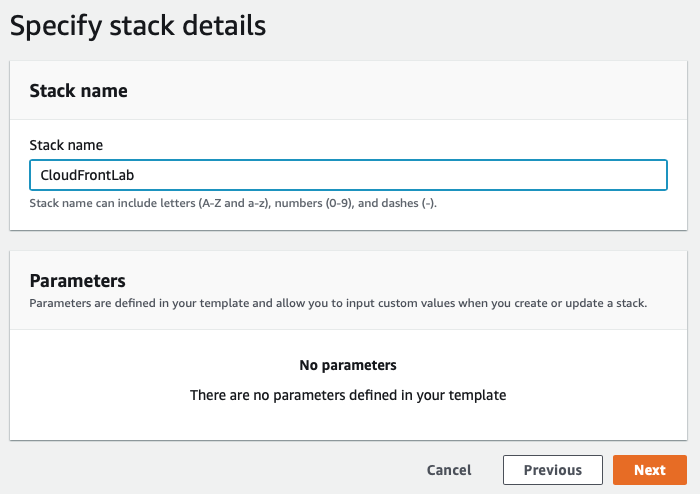 Specify stack details
Stack name
Stack name
CloudFrontLab
Stack name can include letters (A-Z and a-z), numbers (0-9), and dashes (-).
Parameters
Parameters are defined in your template and allow you to input custom values when you create or update a stack.
No parameters
There are no parameters defined in your template
Cancel Previous Next